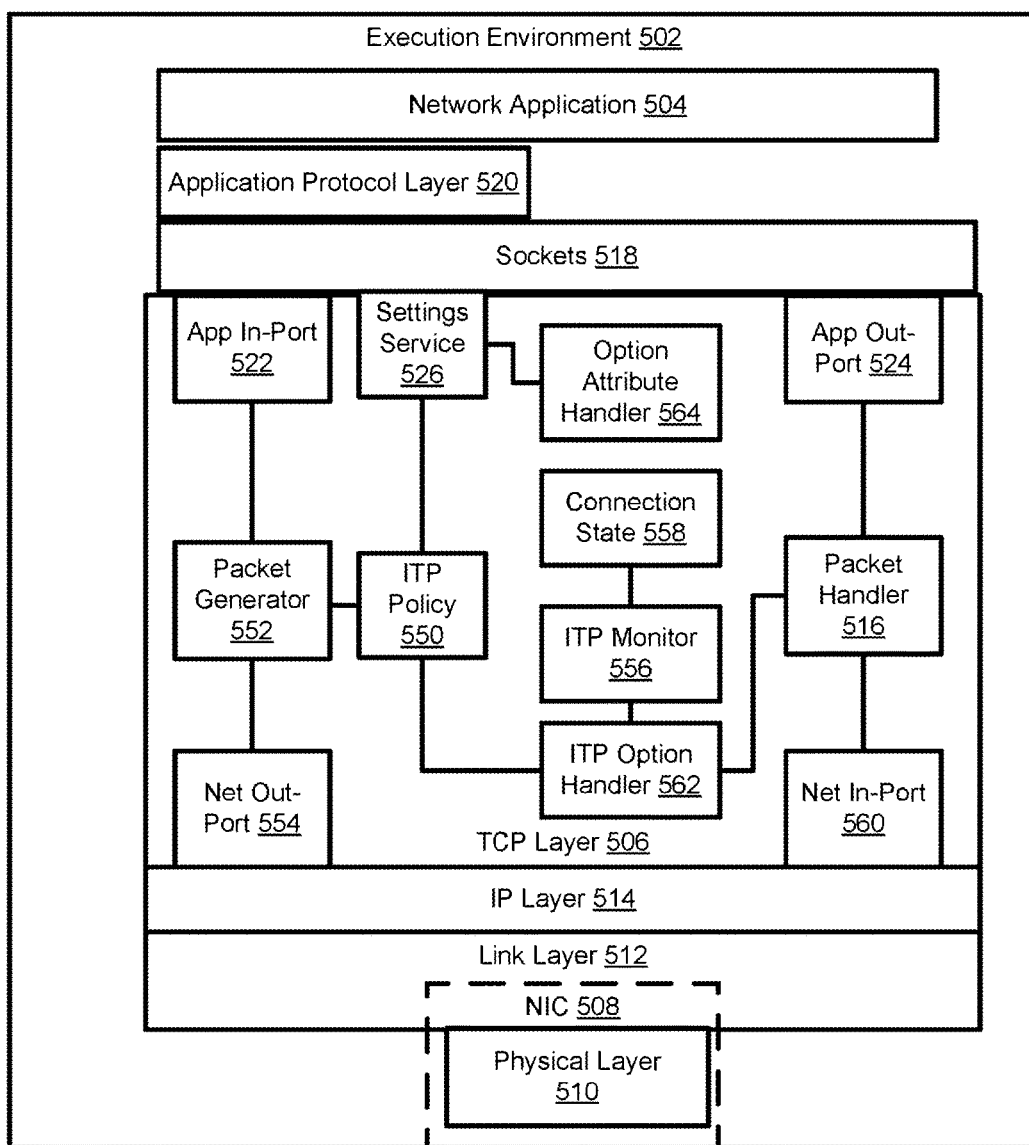 Execution Environment 502
Network Application 504
Application Protocol Layer 520
Sockets 518
App In-Port
522
Settings
Service
526
Option
Attribute
Handler 564
App Out-
Port 524
Connection
State 558
Packet
Generator
552
ITP
Policy
550
ITP Monitor
556
Packet
Handler
516
Net Out-
Port 554
ITP Option
Handler 562
Net In-Port
560
TCP Layer 506
IP Layer 514
Link Layer 512
NIC 508
Physical Layer
510